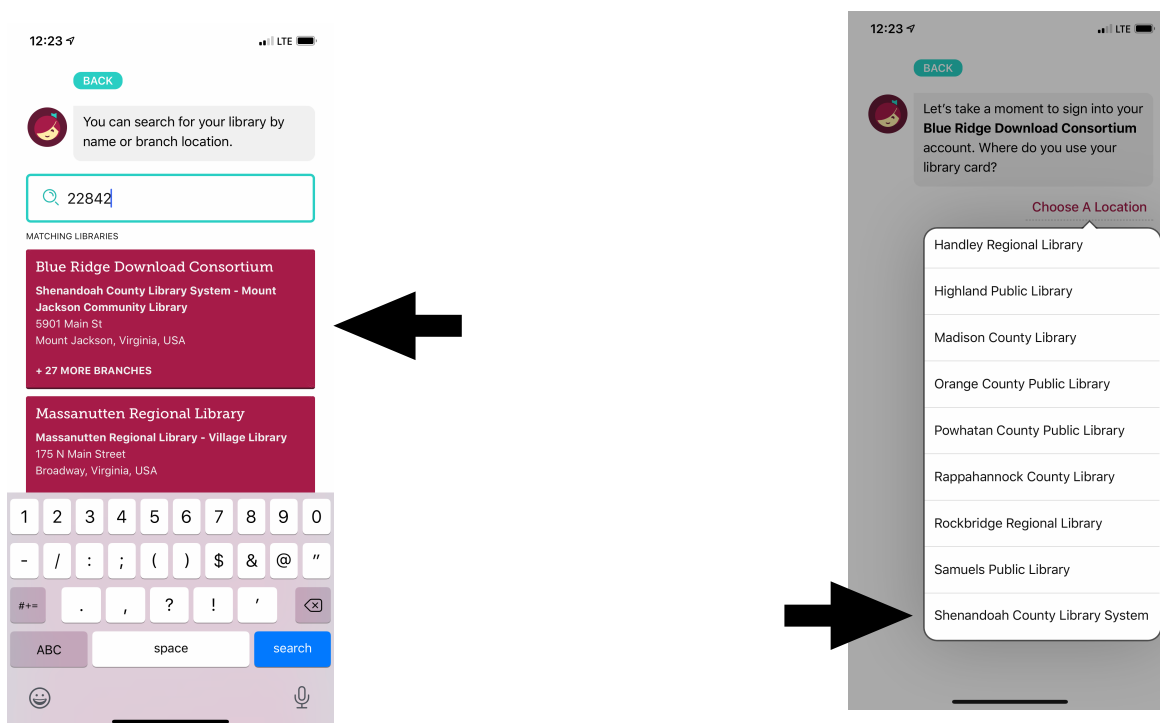 12:23
LTE
BACK
You can search for your library by
name or branch location.
22842
MATCHING LIBRARIES
Blue Ridge Download Consortium
Shenandoah County Library System - Mount
Jackson Community Library
5901 Main St
Mount Jackson, Virginia, USA
+ 27 MORE BRANCHES
Massanutten Regional Library
Massanutten Regional Library - Village Library
175 N Main Street
Broadway, Virginia, USA
1 2 3 4 5 6 7 8 9 0
- / : ; ( ) $ & @ "
#+= . , ? ! '
ABC space search
12:23
LTE
BACK
Let's take a moment to sign into your
Blue Ridge Download Consortium
account. Where do you use your
library card?
Choose A Location
Handley Regional Library
Highland Public Library
Madison County Library
Orange County Public Library
Powhatan County Public Library
Rappahannock County Library
Rockbridge Regional Library
Samuels Public Library
Shenandoah County Library System